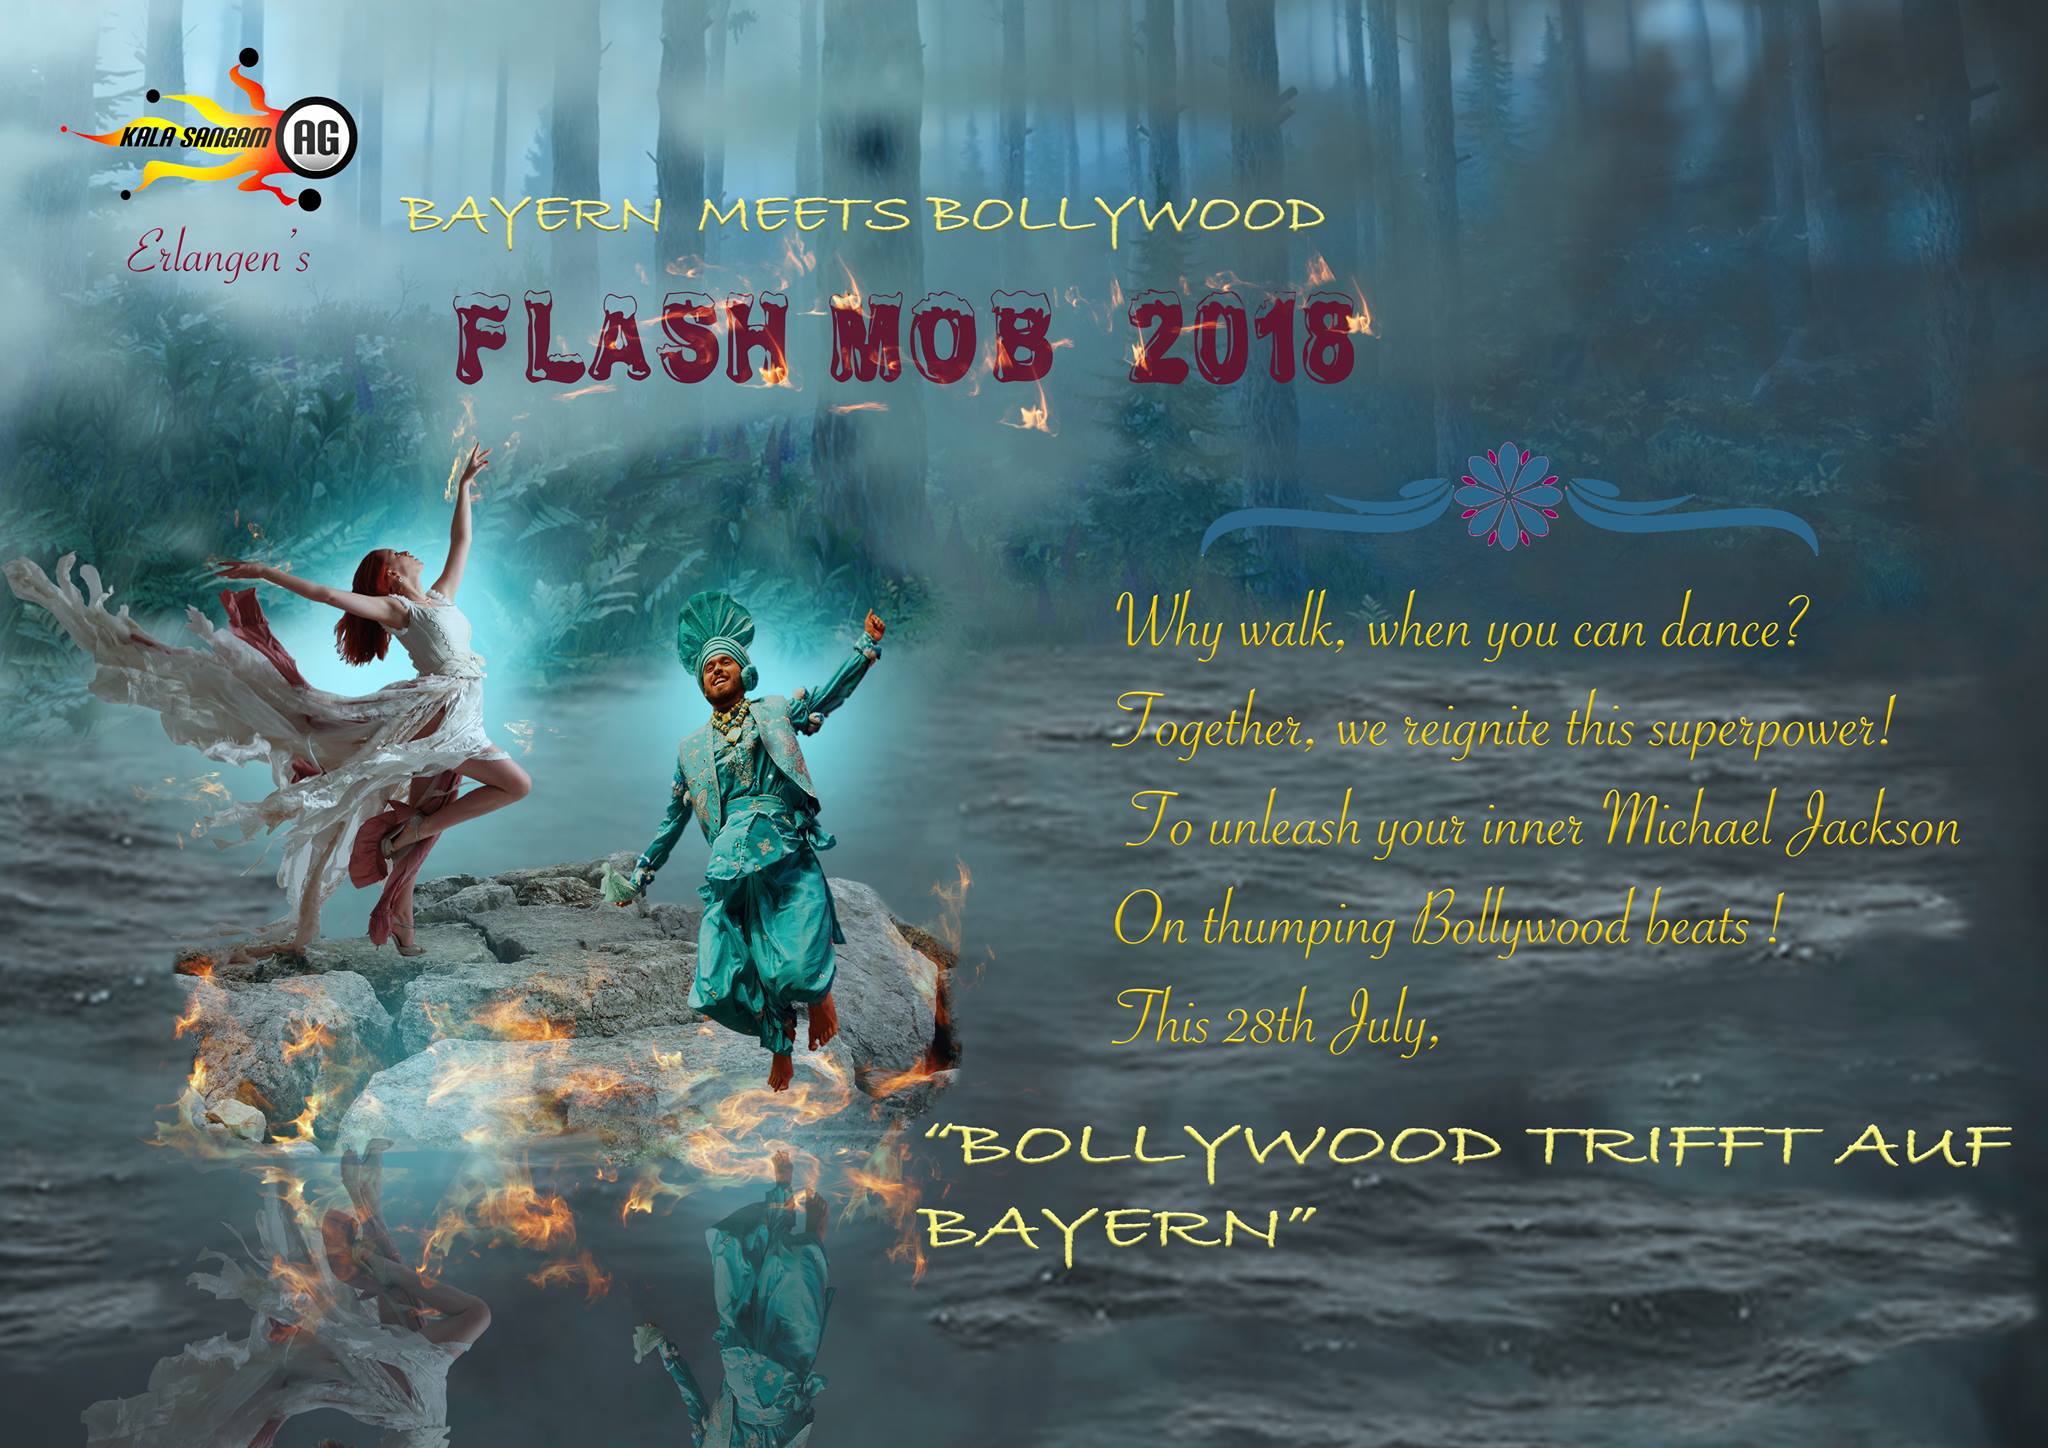 KALA SANGAM AG
Erlangen's
BAYERN MEETS BOLLYWOOD
FLASH MOB 2018
Why walk, when you can dance?
Together, we reignite this superpower!
To unleash your inner Michael Jackson
On thumping Bollywood beats !
This 28th July,
“BOLLYWOOD TRIFFT AUF
BAYERN”